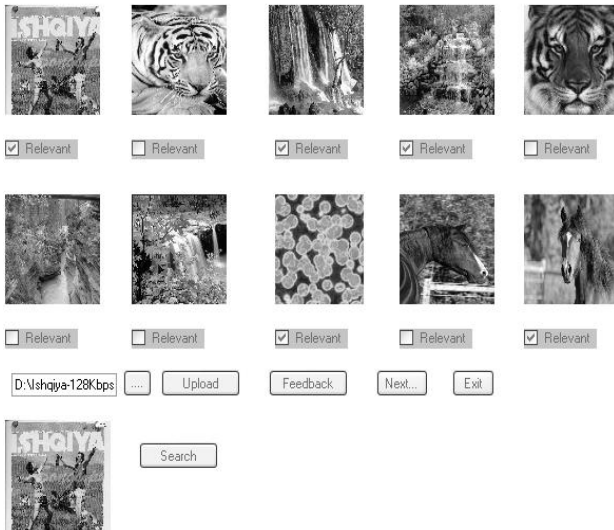 ISHQIYA
Relevant Relevant Relevant Relevant Relevant
Relevant Relevant Relevant Relevant Relevant
D:\Ishqiya-128Kbps .... Upload Feedback Next... Exit
ISHQIYA
Search